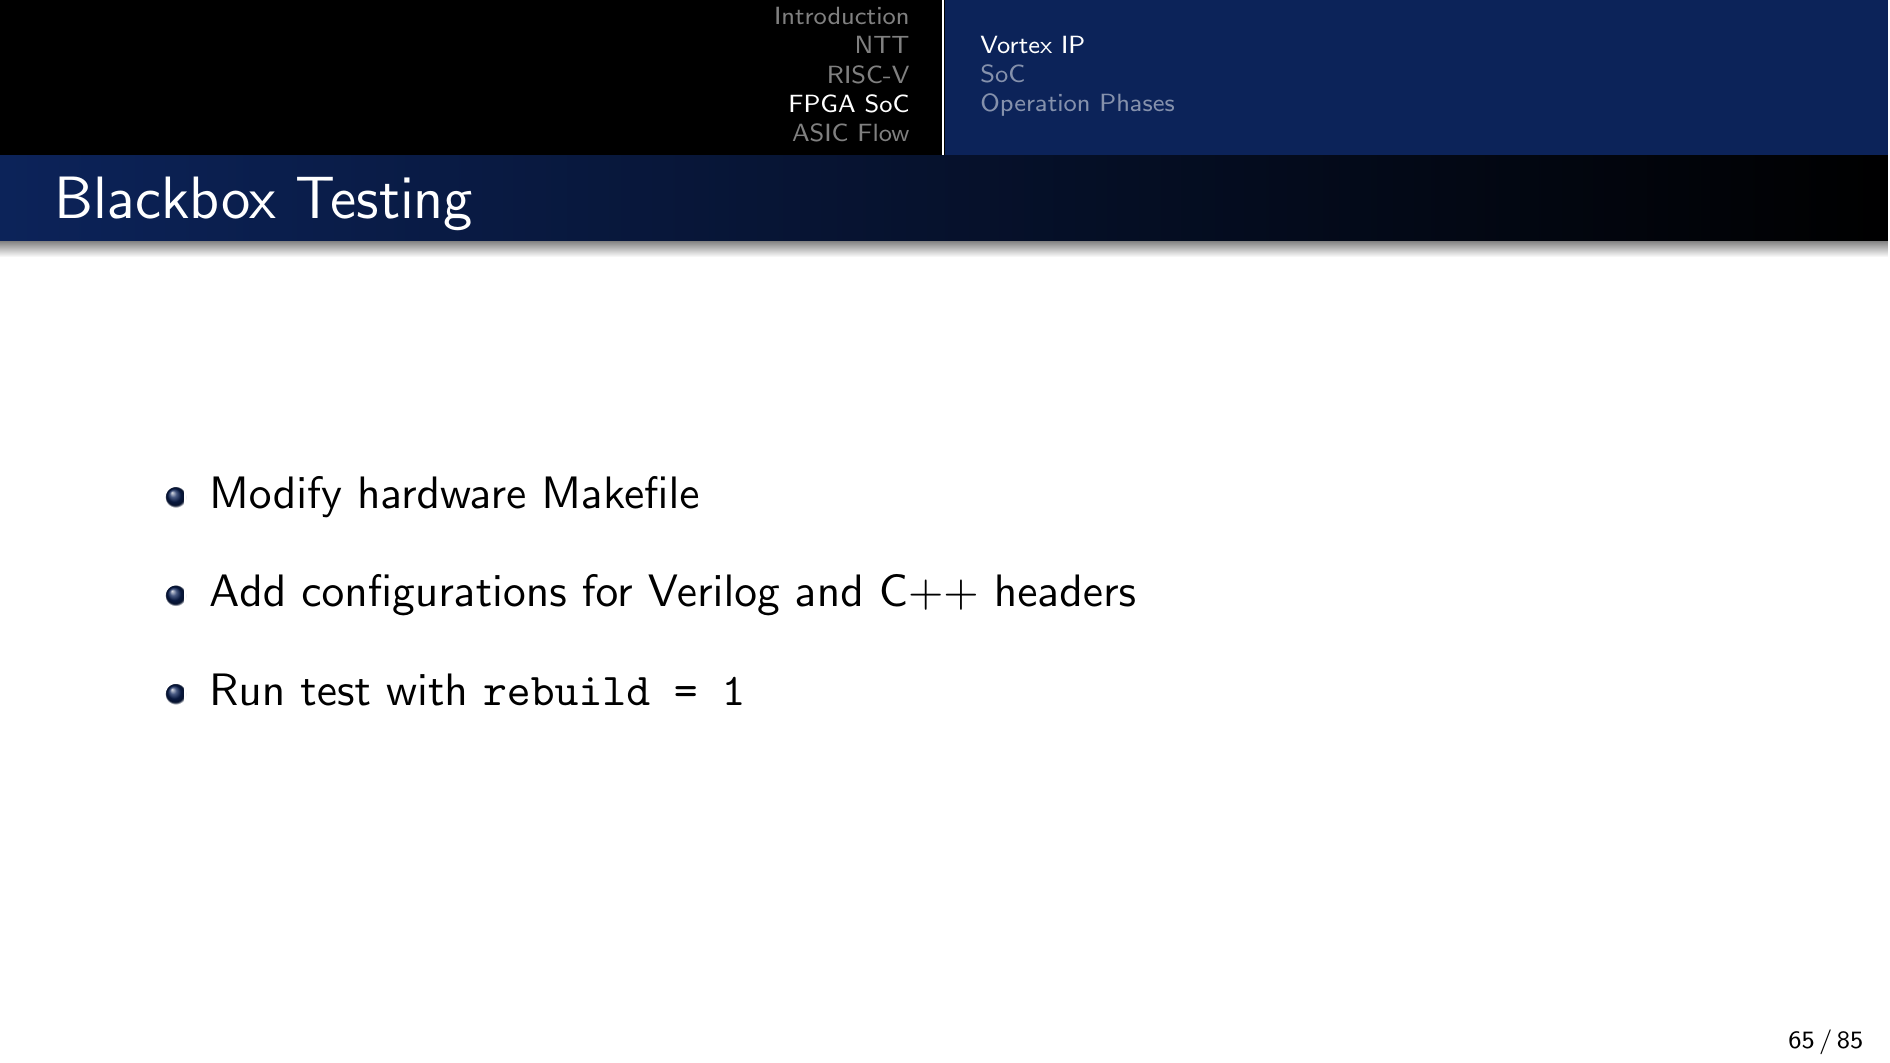 Introduction
NTT
RISC-V
FPGA SoC
ASIC Flow
Vortex IP
SoC
Operation Phases
Blackbox Testing
Modify hardware Makefile
Add configurations for Verilog and C++ headers
Run test with rebuild = 1
65 / 85